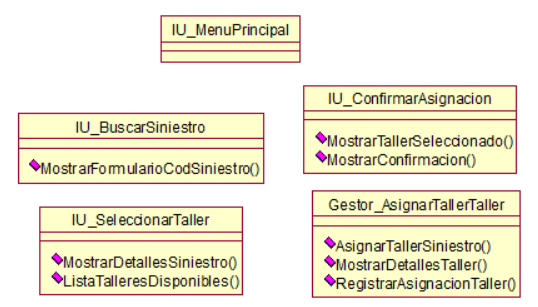 IU_MenuPrincipal
IU_ConfirmarAsignacion
MostrarTallerSeleccionado()
MostrarConfirmacion()
IU_BuscarSiniestro
MostrarFormularioCodSiniestro()
IU_SeleccionarTaller
MostrarDetallesSiniestro()
ListaTalleresDisponibles()
Gestor_AsignarTallerTaller
AsignarTallerSiniestro()
MostrarDetallesTaller()
RegistrarAsignacionTaller()